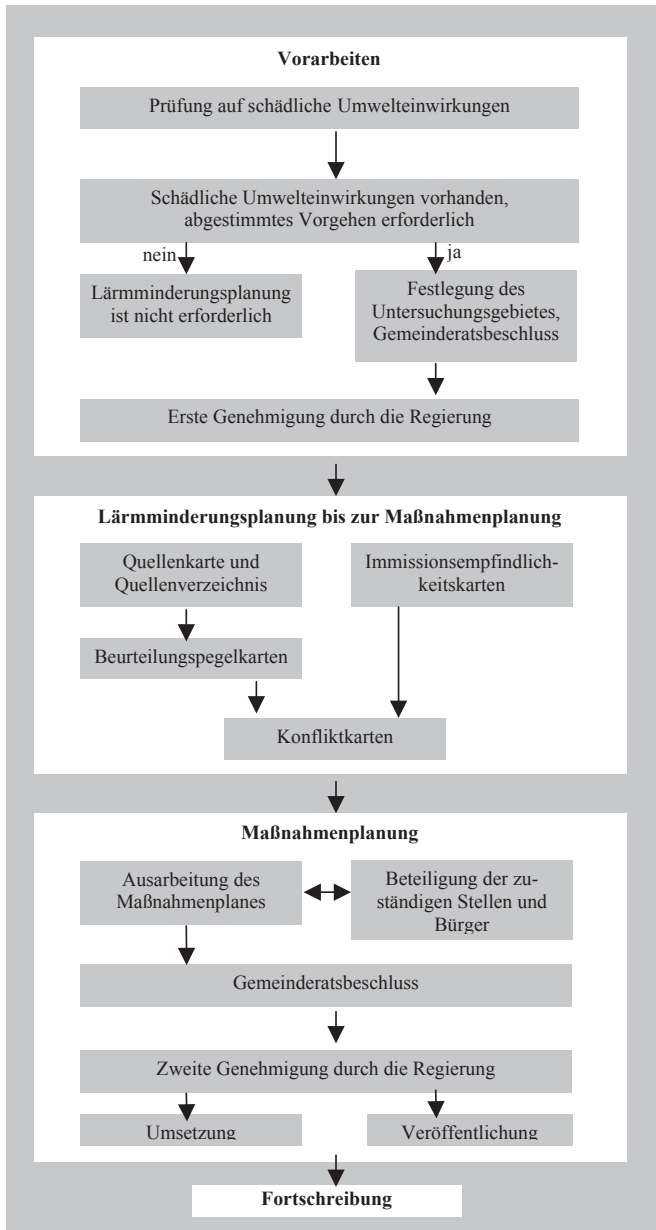 Vorarbeiten
Prüfung auf schädliche Umwelteinwirkungen
Schädliche Umwelteinwirkungen vorhanden,
abgestimmtes Vorgehen erforderlich
nein
ja
Lärmminderungsplanung
ist nicht erforderlich
Festlegung des
Untersuchungsgebietes,
Gemeinderatsbeschluss
Erste Genehmigung durch die Regierung
Lärmminderungsplanung bis zur Maßnahmenplanung
Quellenkarte und
Quellenverzeichnis
Immissionsempfindlich-
keitskarten
Beurteilungspegelkarten
Konfliktkarten
Maßnahmenplanung
Ausarbeitung des
Maßnahmenplanes
Beteiligung der zu-
ständigen Stellen und
Bürger
Gemeinderatsbeschluss
Zweite Genehmigung durch die Regierung
Umsetzung
Veröffentlichung
Fortschreibung